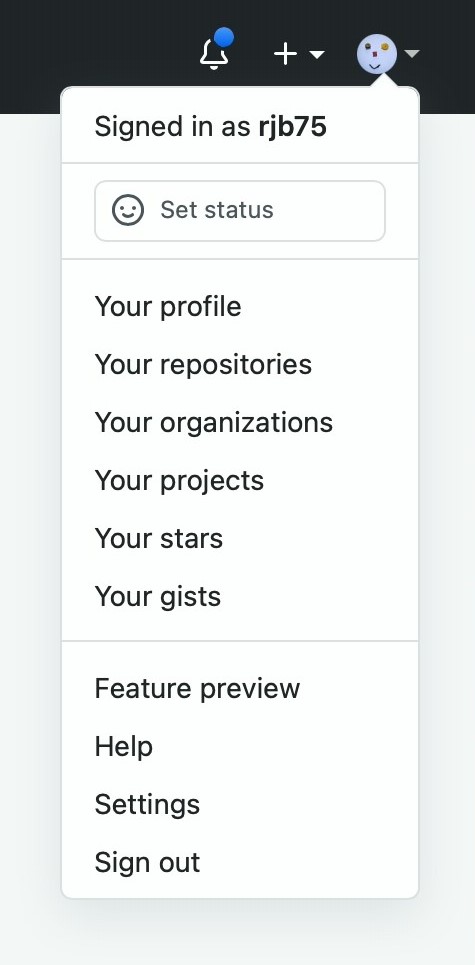 Signed in as rjb75
Set status
Your profile
Your repositories
Your organizations
Your projects
Your stars
Your gists
Feature preview
Help
Settings
Sign out